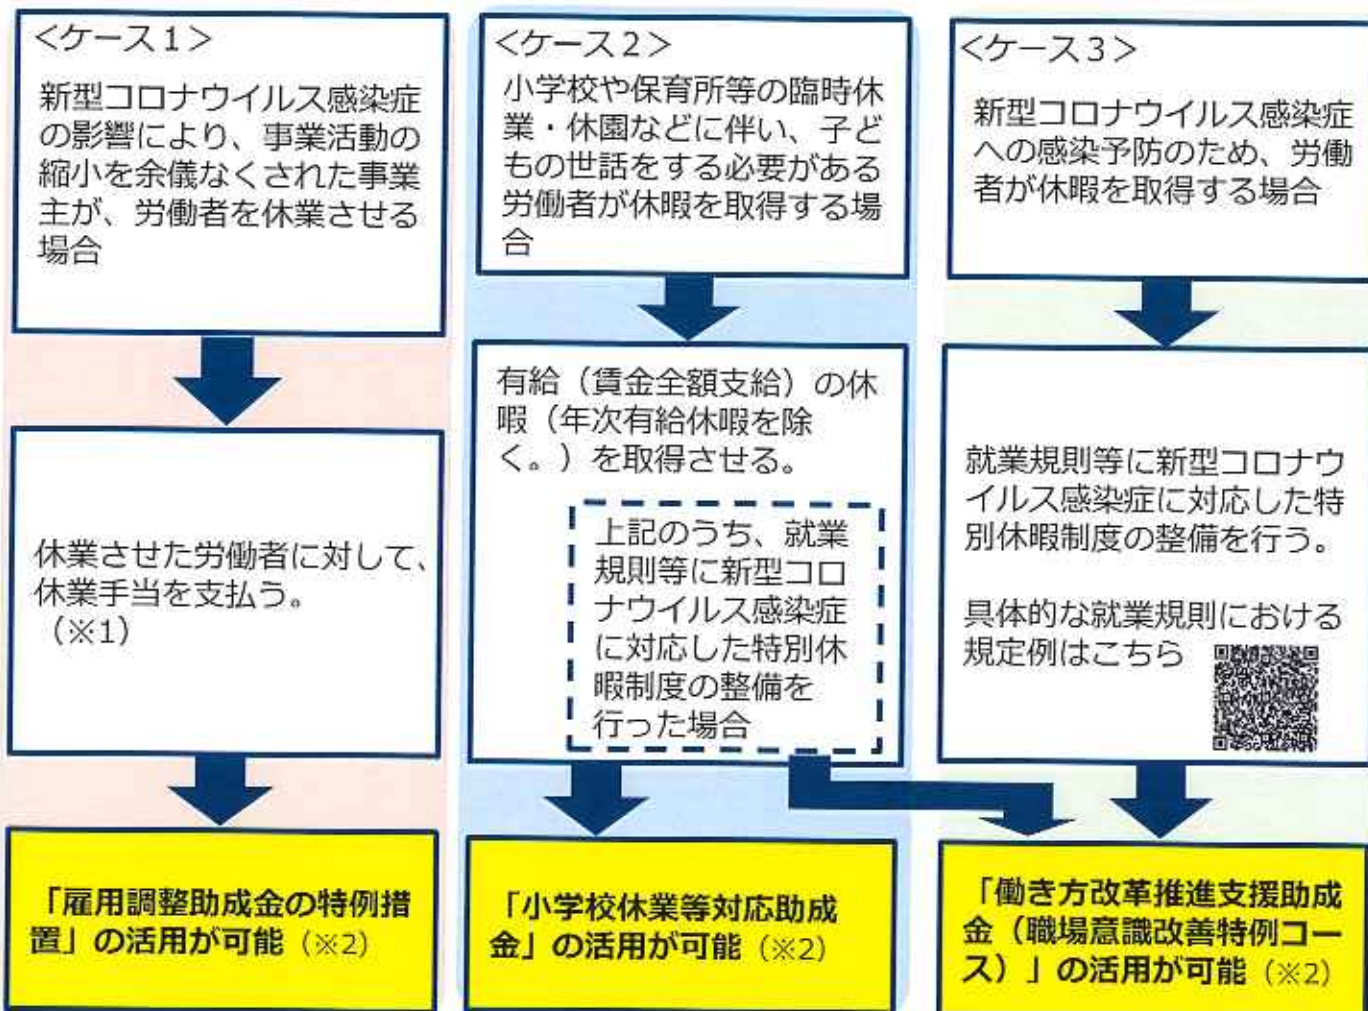 <ケース1>
新型コロナウイルス感染症
の影響により、事業活動の
縮小を余儀なくされた事業
主が、労働者を休業させる
場合
休業させた労働者に対して、
休業手当を支払う。
（※1）
「雇用調整助成金の特例措
置」の活用が可能（※2）
<ケース2>
小学校や保育所等の臨時休
業・休園などに伴い、子ど
もの世話をする必要がある
労働者が休暇を取得する場
合
有給（賃金全額支給）の休
暇（年次有給休暇を除
く。）を取得させる。
上記のうち、就業
規則等に新型コロ
ナウイルス感染症
に対応した特別休
暇制度の整備を
行った場合
「小学校休業等対応助成
金」の活用が可能（※2）
<ケース3>
新型コロナウイルス感染症
への感染予防のため、労働
者が休暇を取得する場合
就業規則等に新型コロナウ
イルス感染症に対応した特
別休暇制度の整備を行う。
具体的な就業規則における
規定例はこちら
「働き方改革推進支援助成
金（職場意識改善特例コー
ス）」の活用が可能（※2）